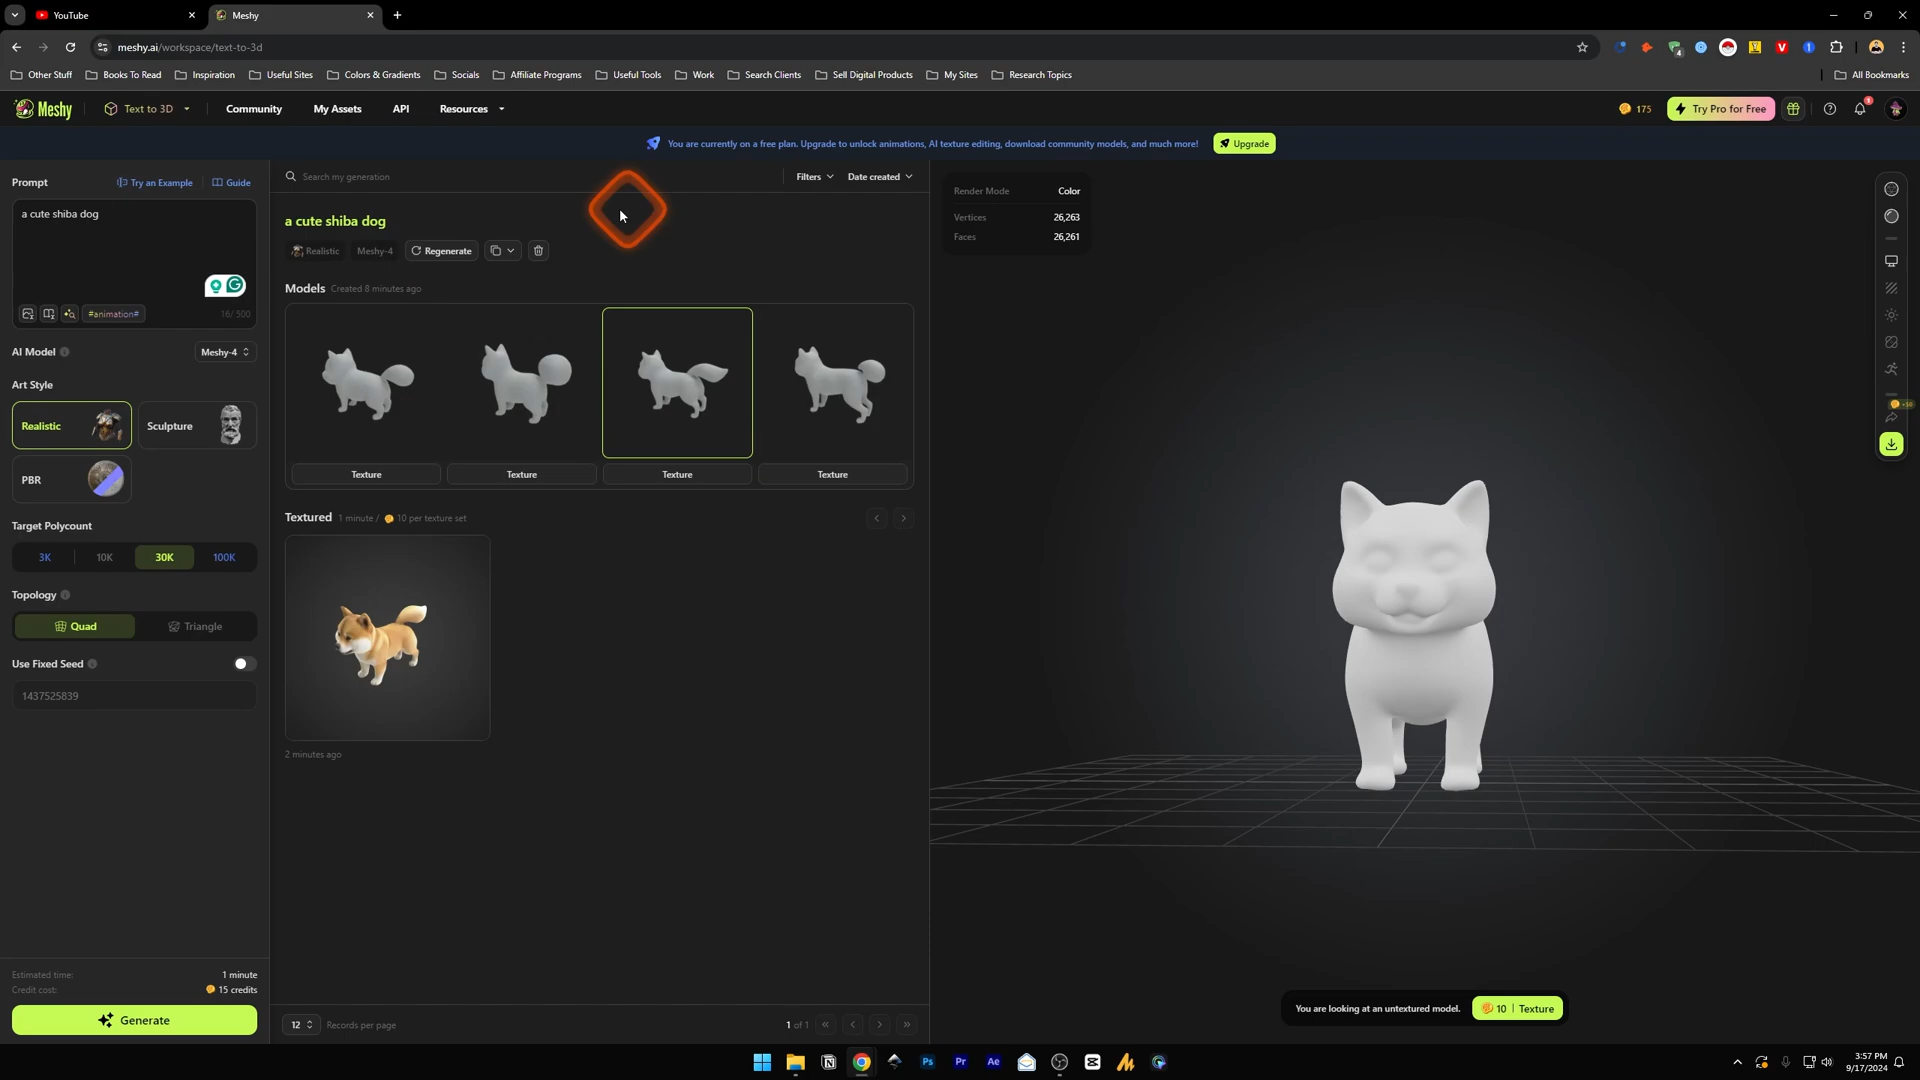 YouTube
Meshy
meshy.ai/workspace/text-to-3d
4
Other Stuff
Books To Read
Inspiration
Useful Sites
Colors & Gradients
Socials
Affiliate Programs
Useful Tools
Work
Search Clients
Sell Digital Products
My Sites
Research Topics
All Bookmarks
Meshy
Text to 3D
Community
My Assets
API
Resources
175
Try Pro for Free
1
You are currently on a free plan. Upgrade to unlock animations, AI texture editing, download community models, and much more!
Upgrade
Prompt
Try an Example
Guide
a cute shiba dog
#animation#
16/ 500
AI Model
Meshy-4
Art Style
Realistic
Sculpture
PBR
Target Polycount
3K
10K
30K
100K
Topology
Quad
Triangle
Use Fixed Seed
1437525839
Estimated time:
1 minute
Credit cost:
15 credits
Generate
Search my generation
Filters
Date created
a cute shiba dog
Realistic
Meshy-4
Regenerate
Models
Created 8 minutes ago
Texture
Texture
Texture
Texture
Textured
1 minute /
10 per texture set
2 minutes ago
12
Records per page
1 of 1
Render Mode
Color
Vertices
26,263
Faces
26,261
+50
You are looking at an untextured model.
10 | Texture
Ps
Pr
Ae
3:57 PM
9/17/2024